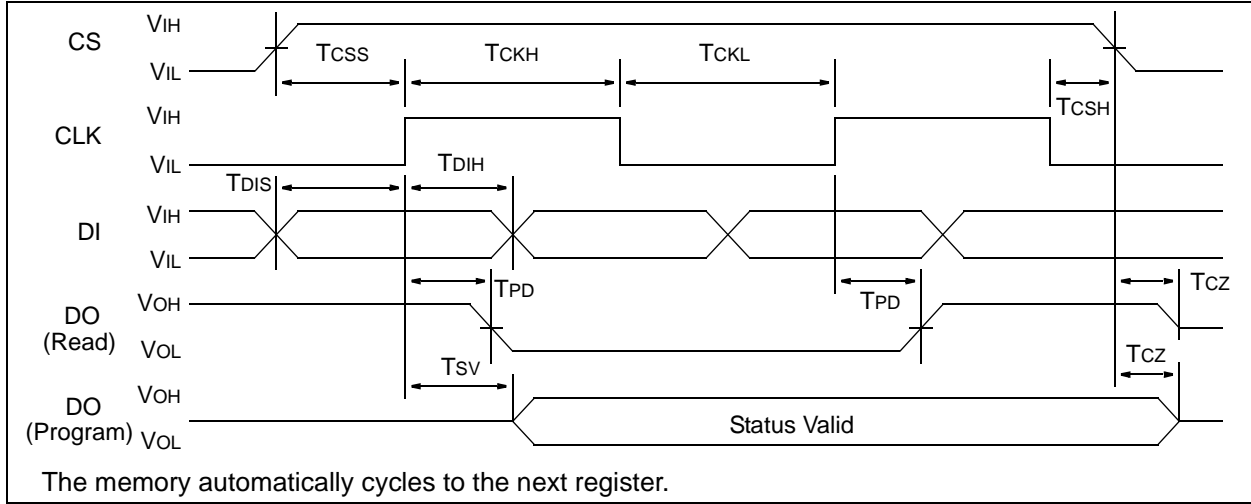 CS
VIH
VIL
TCSS
TCKH
TCKL
TCSH
CLK
VIH
VIL
TDIS
TDIH
DI
VIH
VIL
TPD
TPD
TCZ
DO
(Read)
VOH
VOL
TSV
TCZ
DO
(Program)
VOH
VOL
Status Valid
The memory automatically cycles to the next register.